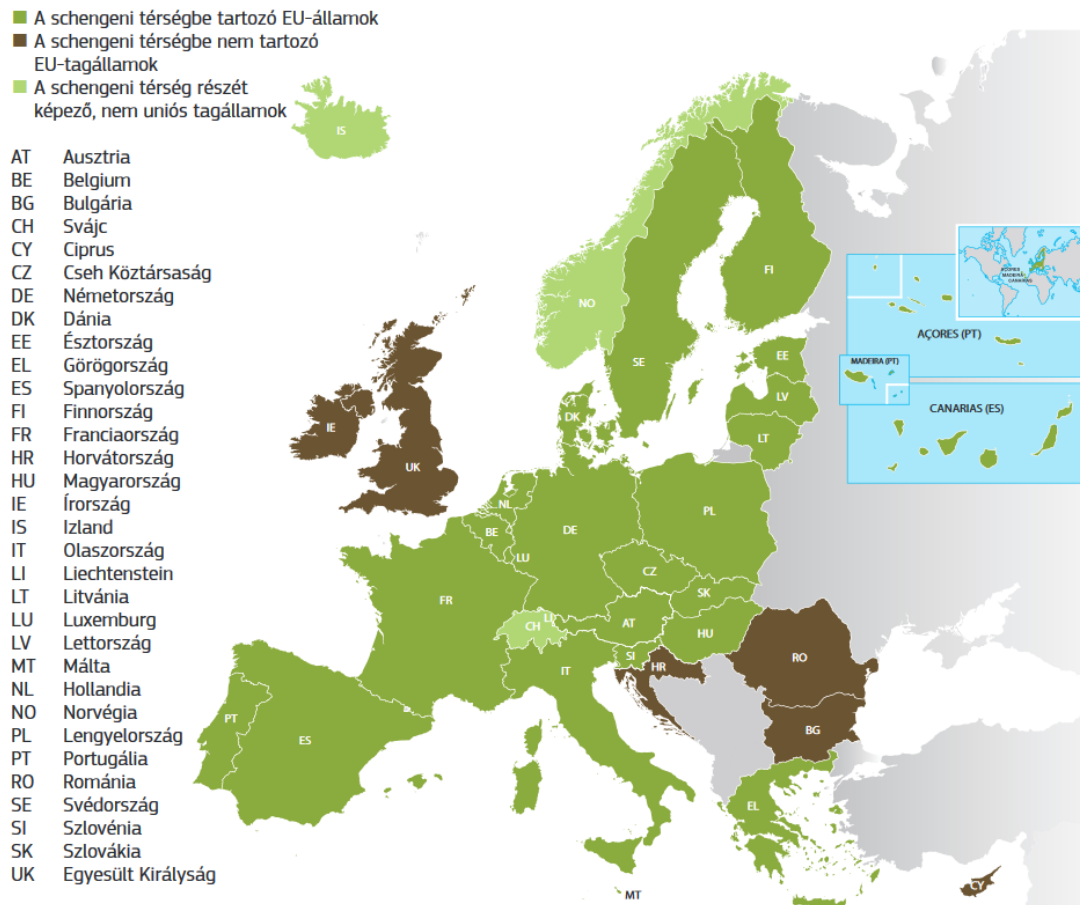 A schengeni térségbe tartozó EU-államok
A schengeni térségbe nem tartozó
EU-tagállamok
A schengeni térség részét
képező, nem uniós tagállamok
AT Ausztria
BE Belgium
BG Bulgária
CH Svájc
CY Ciprus
CZ Cseh Köztársaság
DE Németország
DK Dánia
EE Észtország
EL Görögország
ES Spanyolország
FI Finnország
FR Franciaország
HR Horvátország
HU Magyarország
IE Írország
IS Izland
IT Olaszország
LI Liechtenstein
LT Litvánia
LU Luxemburg
LV Lettország
MT Málta
NL Hollandia
NO Norvégia
PL Lengyelország
PT Portugália
RO Románia
SE Svédország
SI Szlovénia
SK Szlovákia
UK Egyesült Királyság
IS
FI
NO
SE
EE
LV
LT
DK
IE
UK
NL
BE
DE
PL
LU
CZ
SK
FR
CH
LI
AT
HU
SI
HR
IT
RO
BG
PT
ES
EL
MT
CY
AÇORES
MADEIRA
CANARIAS
AÇORES (PT)
MADEIRA (PT)
CANARIAS (ES)